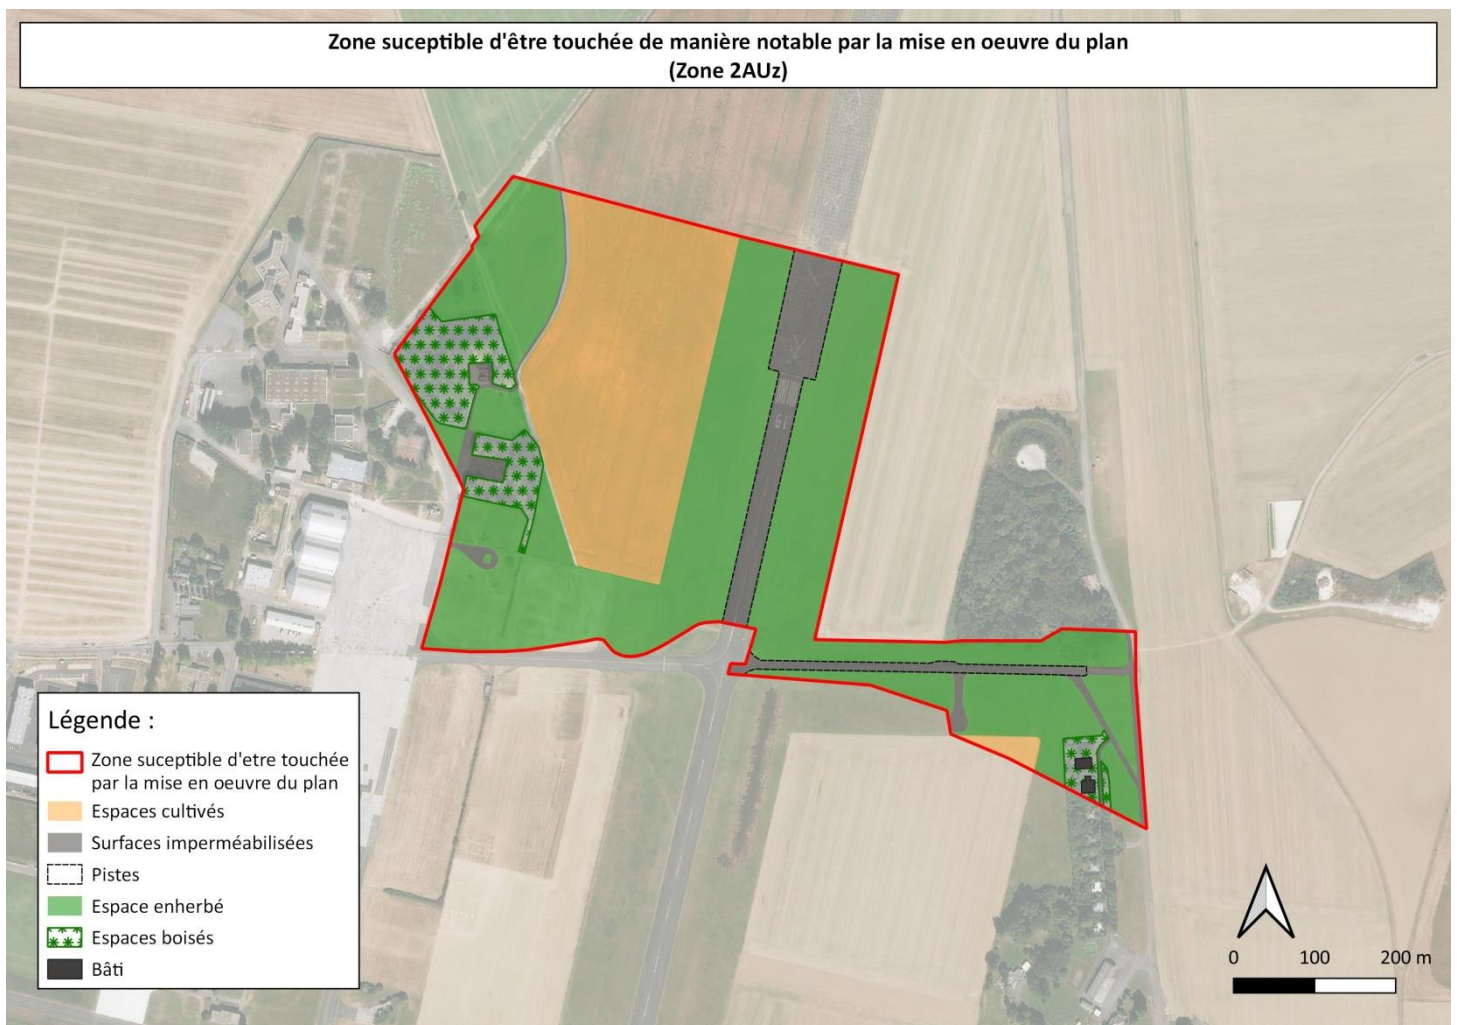 Zone suceptible d'être touchée de manière notable par la mise en oeuvre du plan
(Zone 2AUz)
Légende :
Zone suceptible d'etre touchée
par la mise en oeuvre du plan
Espaces cultivés
Surfaces imperméabilisées
Pistes
Espace enherbé
Espaces boisés
Bâti
0 100 200 m